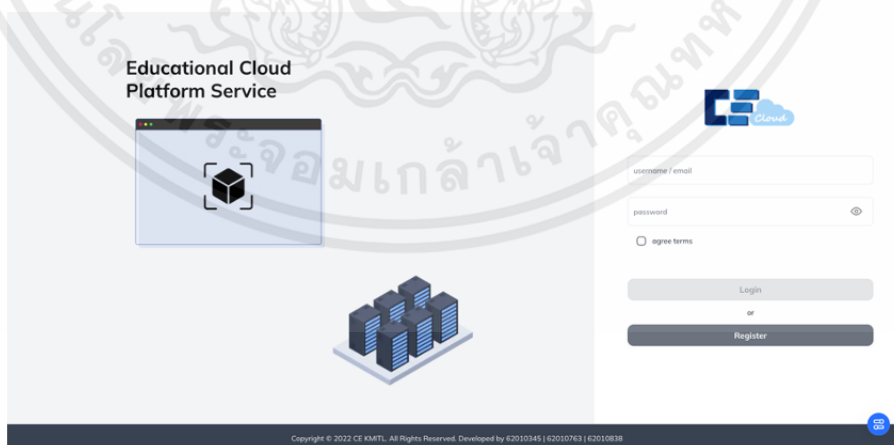 Educational Cloud
Platform Service
CE
Cloud
username / email
password
agree terms
Login
or
Register
Copyright © 2022 CE KMITL. All Rights Reserved. Developed by 62010345 | 62010763 | 62010838